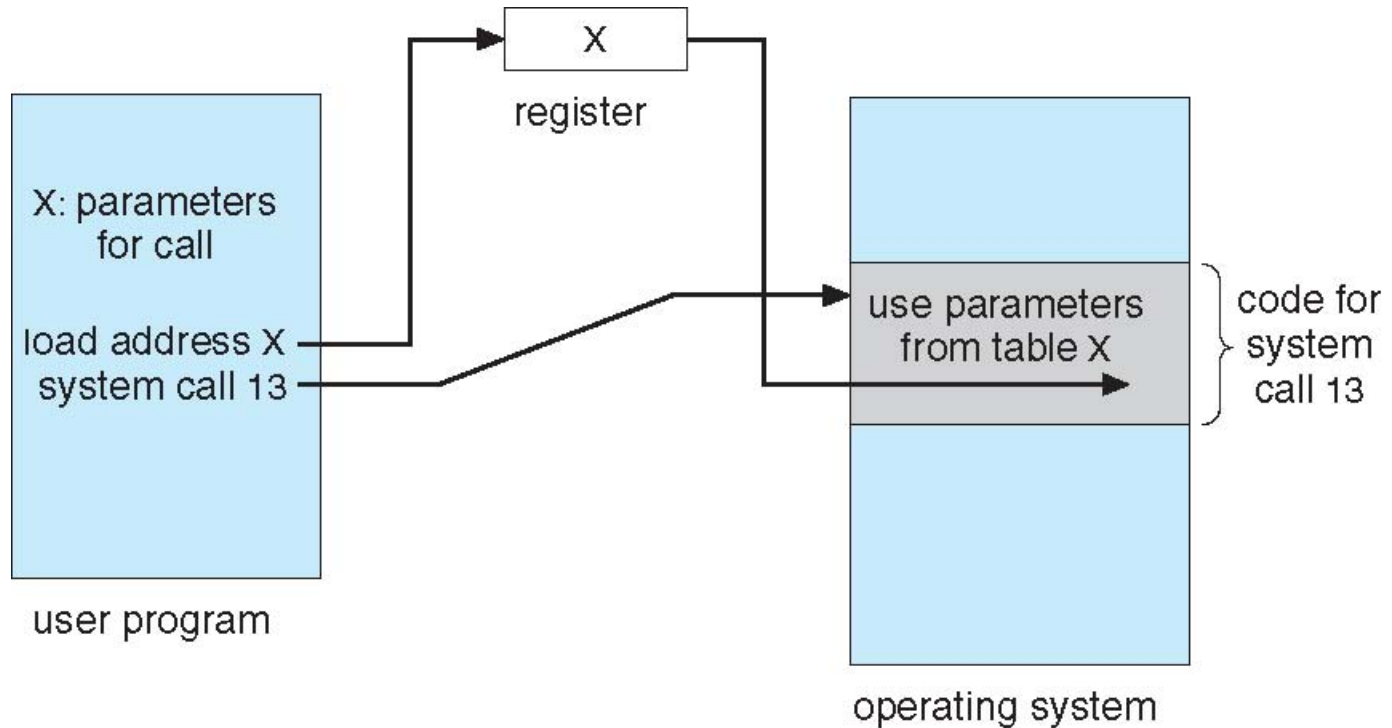 X
register
X: parameters
for call
load address X
system call 13
user program
use parameters
from table X
code for
system
call 13
operating system